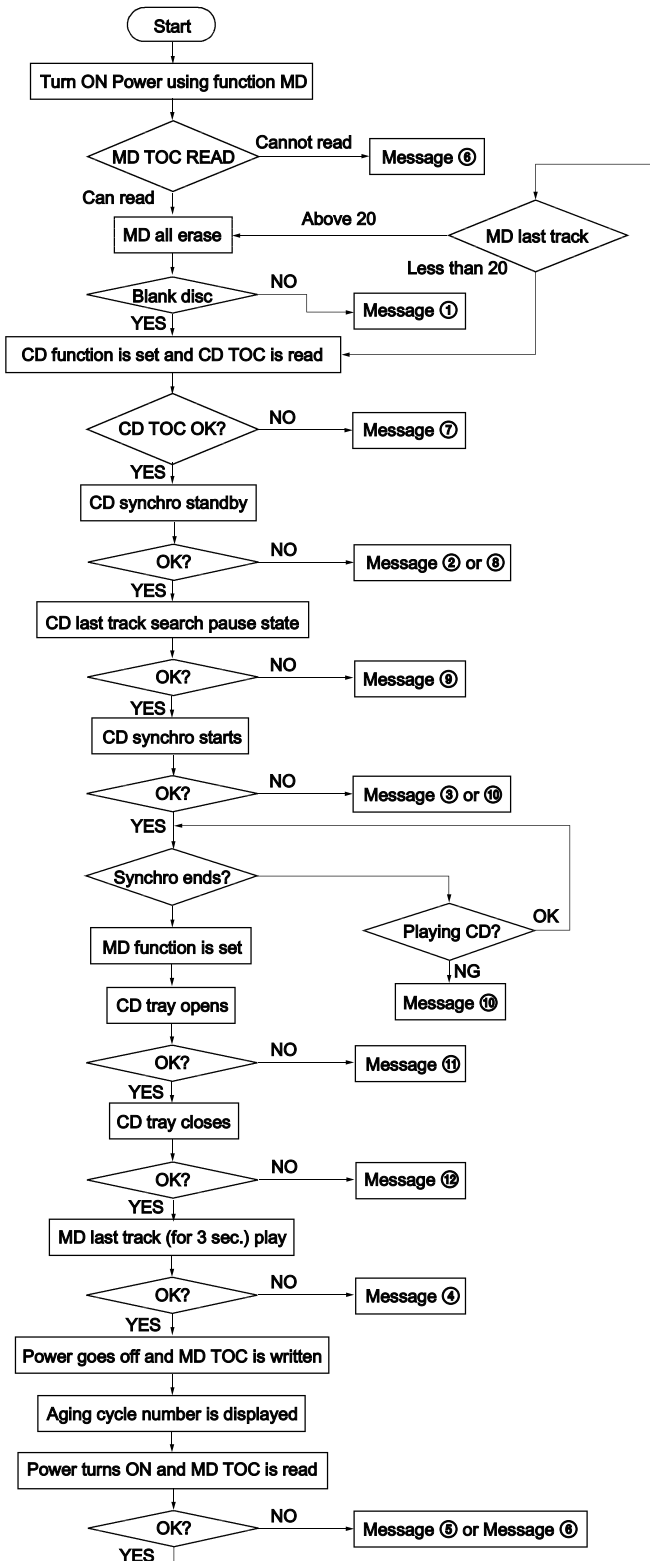 Start
Turn ON Power using function MD
MD TOC READ
Cannot read
Message ⑥
Can read
MD all erase
Above 20
MD last track
Less than 20
Blank disc
NO
Message ①
YES
CD function is set and CD TOC is read
CD TOC OK?
NO
Message ⑦
YES
CD synchro standby
OK?
NO
Message ② or ⑧
YES
CD last track search pause state
OK?
NO
Message ⑨
YES
CD synchro starts
OK?
NO
Message ③ or ⑩
YES
Synchro ends?
Playing CD?
OK
NG
Message ⑩
MD function is set
CD tray opens
OK?
NO
Message ⑪
YES
CD tray closes
OK?
NO
Message ⑫
YES
MD last track (for 3 sec.) play
OK?
NO
Message ④
YES
Power goes off and MD TOC is written
Aging cycle number is displayed
Power turns ON and MD TOC is read
OK?
NO
Message ⑤ or Message ⑥
YES